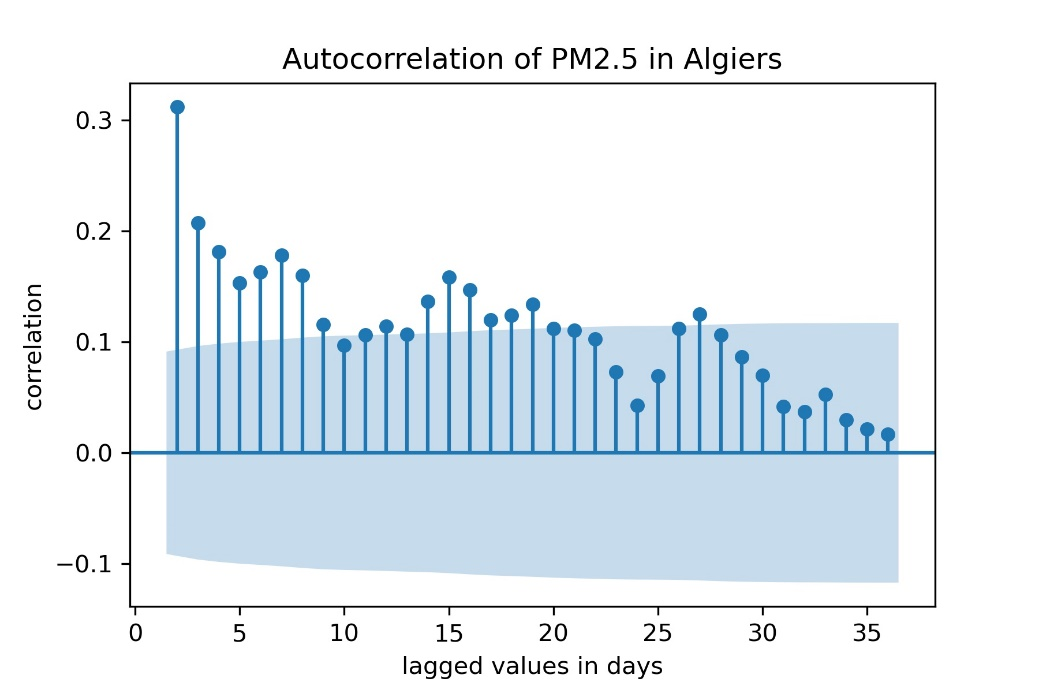 Autocorrelation of PM2.5 in Algiers
correlation
0.3
0.2
0.1
0.0
−0.1
0 5 10 15 20 25 30 35
lagged values in days